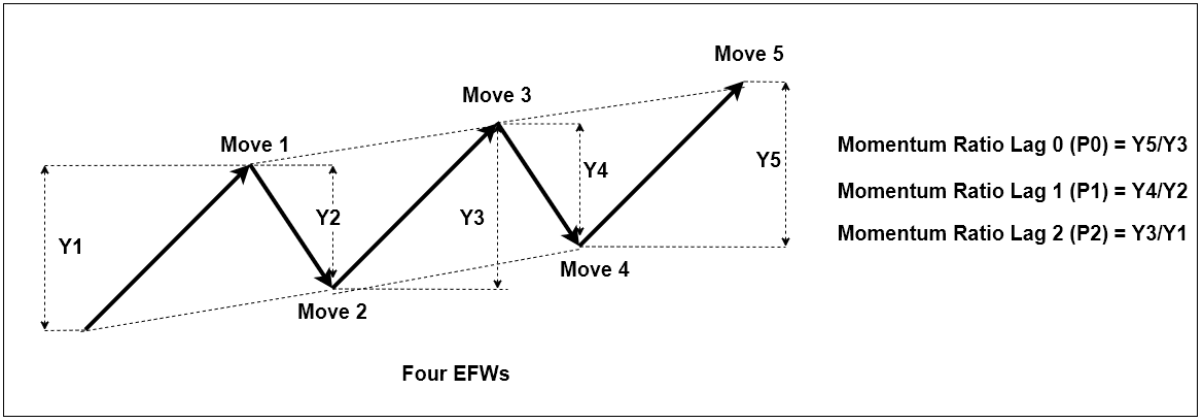 Move 5
Move 3
Move 1
Momentum Ratio Lag 0 (P0) = Y5/Y3
Y4
Y5
Momentum Ratio Lag 1 (P1) = Y4/Y2
Y2
Y3
Y1
Momentum Ratio Lag 2 (P2) = Y3/Y1
Move 4
Move 2
Four EFWs